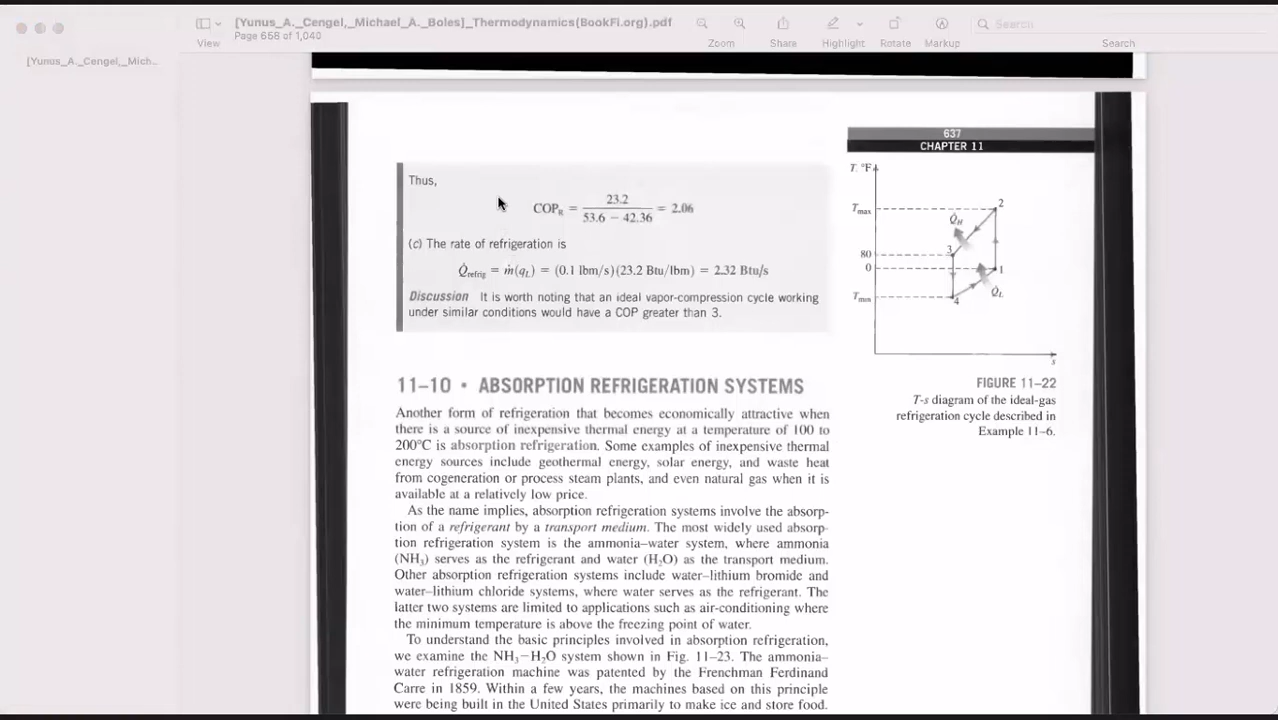 [Yunus_A._Cengel,_Michael_A._Boles]_Thermodynamics(BookFi.org).pdf
Page 658 of 1,040
View
Zoom
Share
Highlight
Rotate
Markup
Search
Search
[Yunus_A._Cengel,_Mich...
637
CHAPTER 11
Thus,
COP_R = 23.2 / (53.6 − 42.36) = 2.06
(c) The rate of refrigeration is
Q̇_refrig = ṁ(q_L) = (0.1 lbm/s)(23.2 Btu/lbm) = 2.32 Btu/s
Discussion It is worth noting that an ideal vapor-compression cycle working
under similar conditions would have a COP greater than 3.
T, °F
T_max
80
0
T_min
Q̇_H
Q̇_L
2
3
1
4
s
FIGURE 11–22
T-s diagram of the ideal-gas
refrigeration cycle described in
Example 11–6.
11–10 • ABSORPTION REFRIGERATION SYSTEMS
Another form of refrigeration that becomes economically attractive when
there is a source of inexpensive thermal energy at a temperature of 100 to
200°C is absorption refrigeration. Some examples of inexpensive thermal
energy sources include geothermal energy, solar energy, and waste heat
from cogeneration or process steam plants, and even natural gas when it is
available at a relatively low price.
As the name implies, absorption refrigeration systems involve the absorp-
tion of a refrigerant by a transport medium. The most widely used absorp-
tion refrigeration system is the ammonia–water system, where ammonia
(NH₃) serves as the refrigerant and water (H₂O) as the transport medium.
Other absorption refrigeration systems include water–lithium bromide and
water–lithium chloride systems, where water serves as the refrigerant. The
latter two systems are limited to applications such as air-conditioning where
the minimum temperature is above the freezing point of water.
To understand the basic principles involved in absorption refrigeration,
we examine the NH₃–H₂O system shown in Fig. 11–23. The ammonia–
water refrigeration machine was patented by the Frenchman Ferdinand
Carre in 1859. Within a few years, the machines based on this principle
were being built in the United States primarily to make ice and store food.